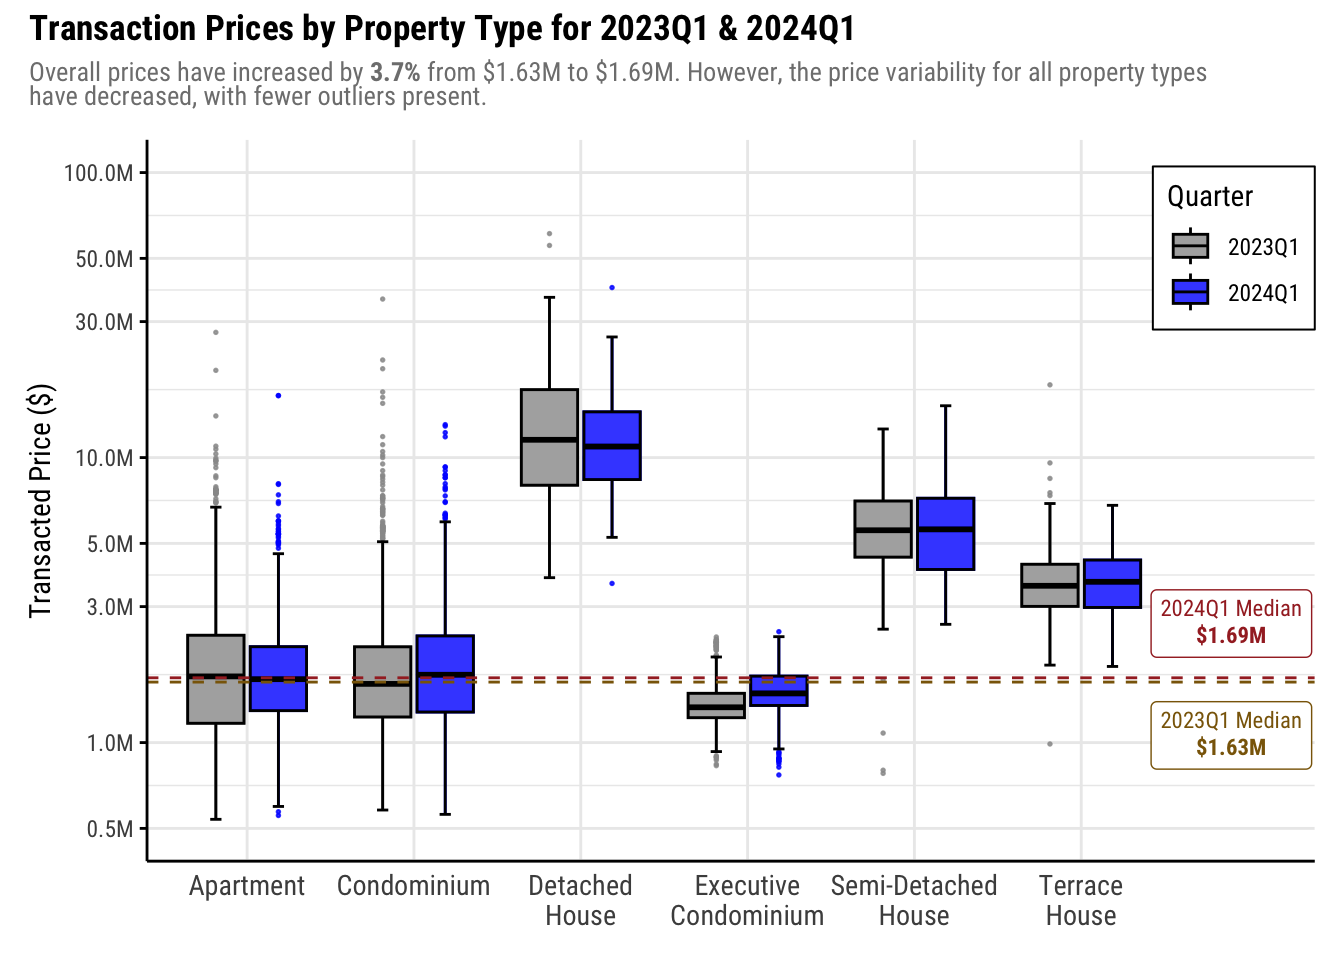 Transaction Prices by Property Type for 2023Q1 & 2024Q1
Overall prices have increased by 3.7% from $1.63M to $1.69M. However, the price variability for all property types
have decreased, with fewer outliers present.
Transacted Price ($)
100.0M
50.0M
30.0M
10.0M
5.0M
3.0M
1.0M
0.5M
Quarter
2023Q1
2024Q1
2024Q1 Median
$1.69M
2023Q1 Median
$1.63M
Apartment
Condominium
Detached
House
Executive
Condominium
Semi-Detached
House
Terrace
House